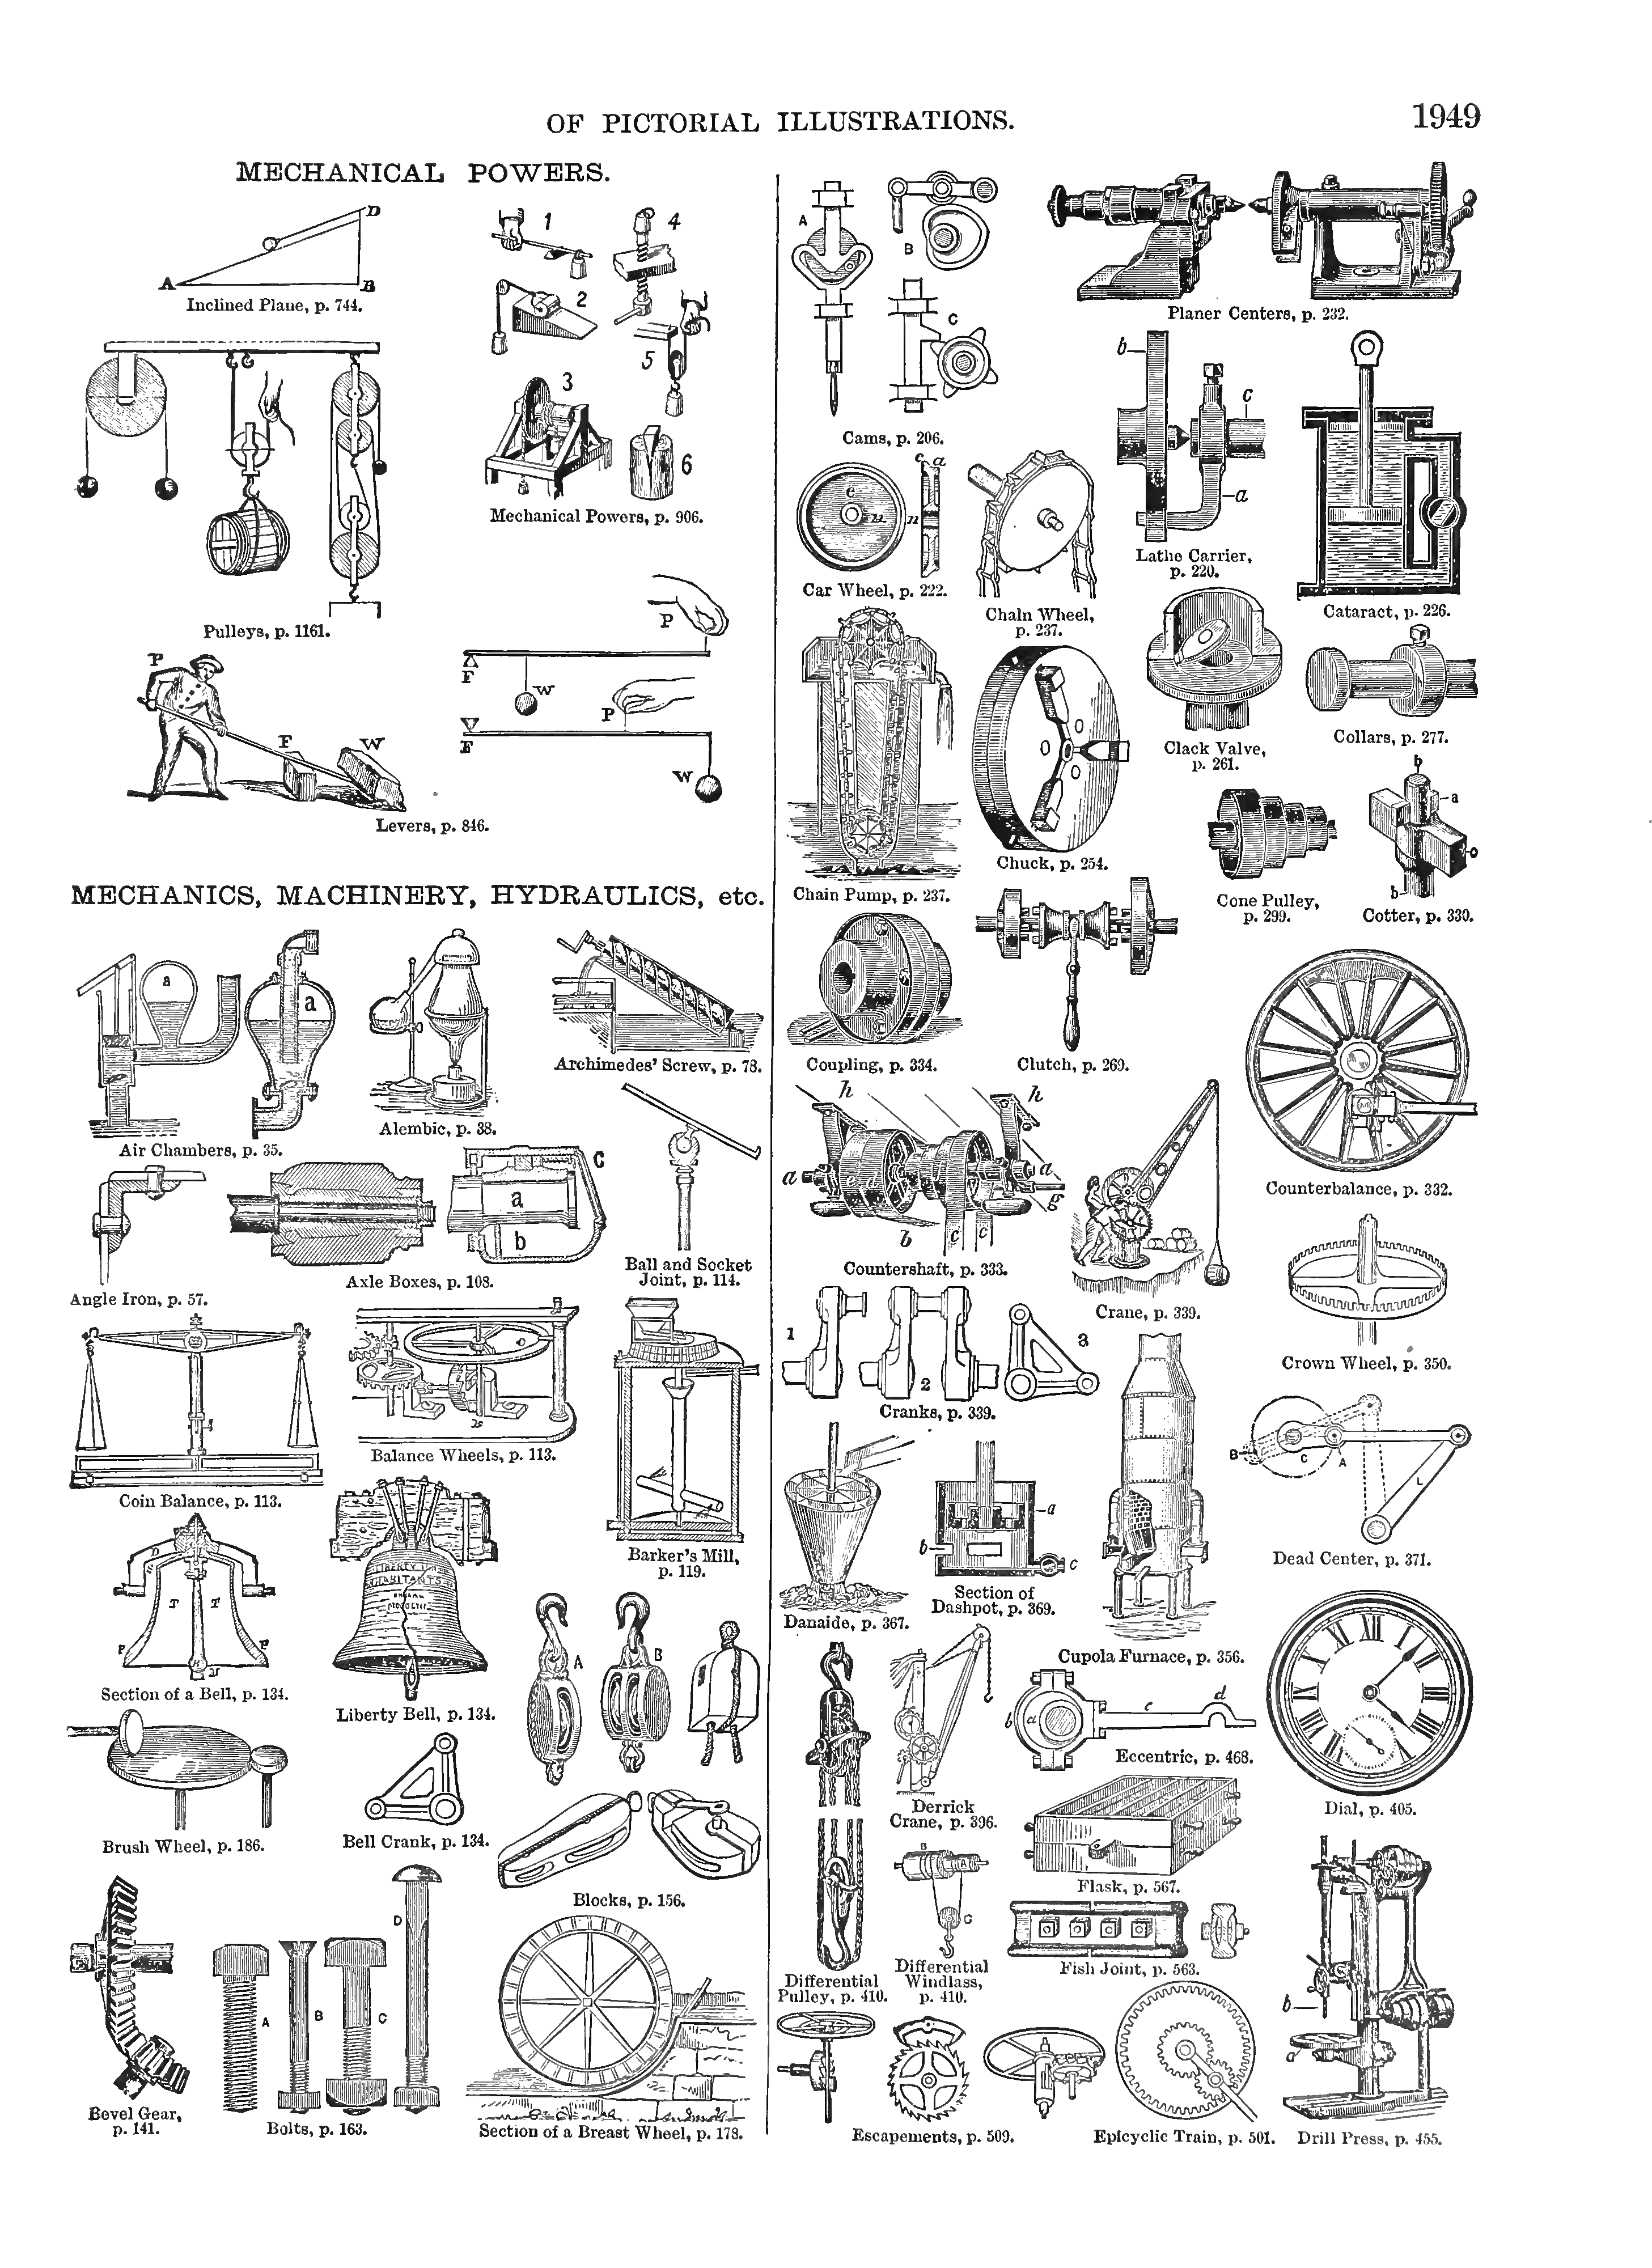 OF PICTORIAL ILLUSTRATIONS.
1949
MECHANICAL POWERS.
A
B
D
Inclined Plane, p. 744.
1
2
3
4
5
6
Mechanical Powers, p. 906.
Pulleys, p. 1161.
P
F
W
P
F
W
P
F
W
Levers, p. 846.
MECHANICS, MACHINERY, HYDRAULICS, etc.
a
a
Air Chambers, p. 35.
Alembic, p. 38.
Archimedes' Screw, p. 78.
Angle Iron, p. 57.
a
b
C
Axle Boxes, p. 108.
Ball and Socket
Joint, p. 114.
Coin Balance, p. 113.
Balance Wheels, p. 113.
Barker's Mill,
p. 119.
D
T
T
P
P
Section of a Bell, p. 134.
LIBERTY
Liberty Bell, p. 134.
A
B
Brush Wheel, p. 186.
Bell Crank, p. 134.
Blocks, p. 156.
Bevel Gear,
p. 141.
A
B
C
D
Bolts, p. 163.
Section of a Breast Wheel, p. 178.
A
B
C
Cams, p. 206.
Planer Centers, p. 232.
c
n
n
c
a
Car Wheel, p. 222.
Chain Wheel,
p. 237.
b
c
a
Lathe Carrier,
p. 220.
Cataract, p. 226.
Chain Pump, p. 237.
Chuck, p. 254.
Clack Valve,
p. 261.
Collars, p. 277.
Cone Pulley,
p. 299.
b
a
b
Cotter, p. 330.
Coupling, p. 334.
Clutch, p. 269.
Counterbalance, p. 332.
h
h
a
e
d
a
g
b
c
c
Countershaft, p. 333.
Crane, p. 339.
Crown Wheel, p. 350.
1
2
3
Cranks, p. 339.
Danaide, p. 367.
a
b
c
Section of
Dashpot, p. 369.
Cupola Furnace, p. 356.
B
C
A
L
Dead Center, p. 371.
Differential
Pulley, p. 410.
Derrick
Crane, p. 396.
b
a
c
d
Eccentric, p. 468.
Dial, p. 405.
Flask, p. 567.
B
A
C
Differential
Windlass,
p. 410.
Fish Joint, p. 563.
Escapements, p. 509.
Epicyclic Train, p. 501.
b
a
Drill Press, p. 455.